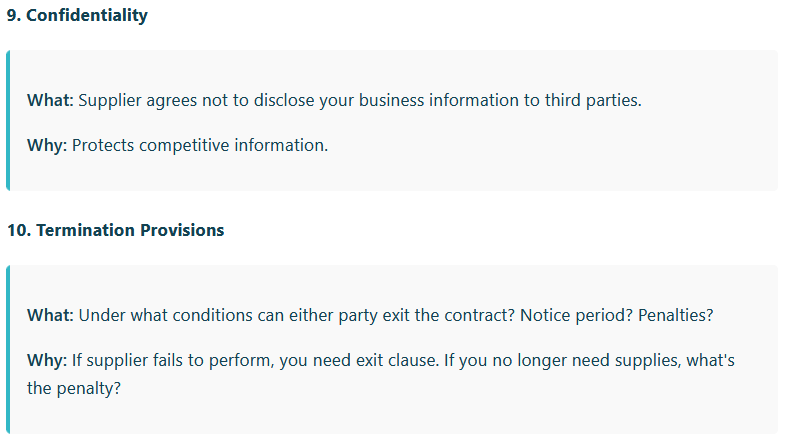 9. Confidentiality
What: Supplier agrees not to disclose your business information to third parties.
Why: Protects competitive information.
10. Termination Provisions
What: Under what conditions can either party exit the contract? Notice period? Penalties?
Why: If supplier fails to perform, you need exit clause. If you no longer need supplies, what's
the penalty?